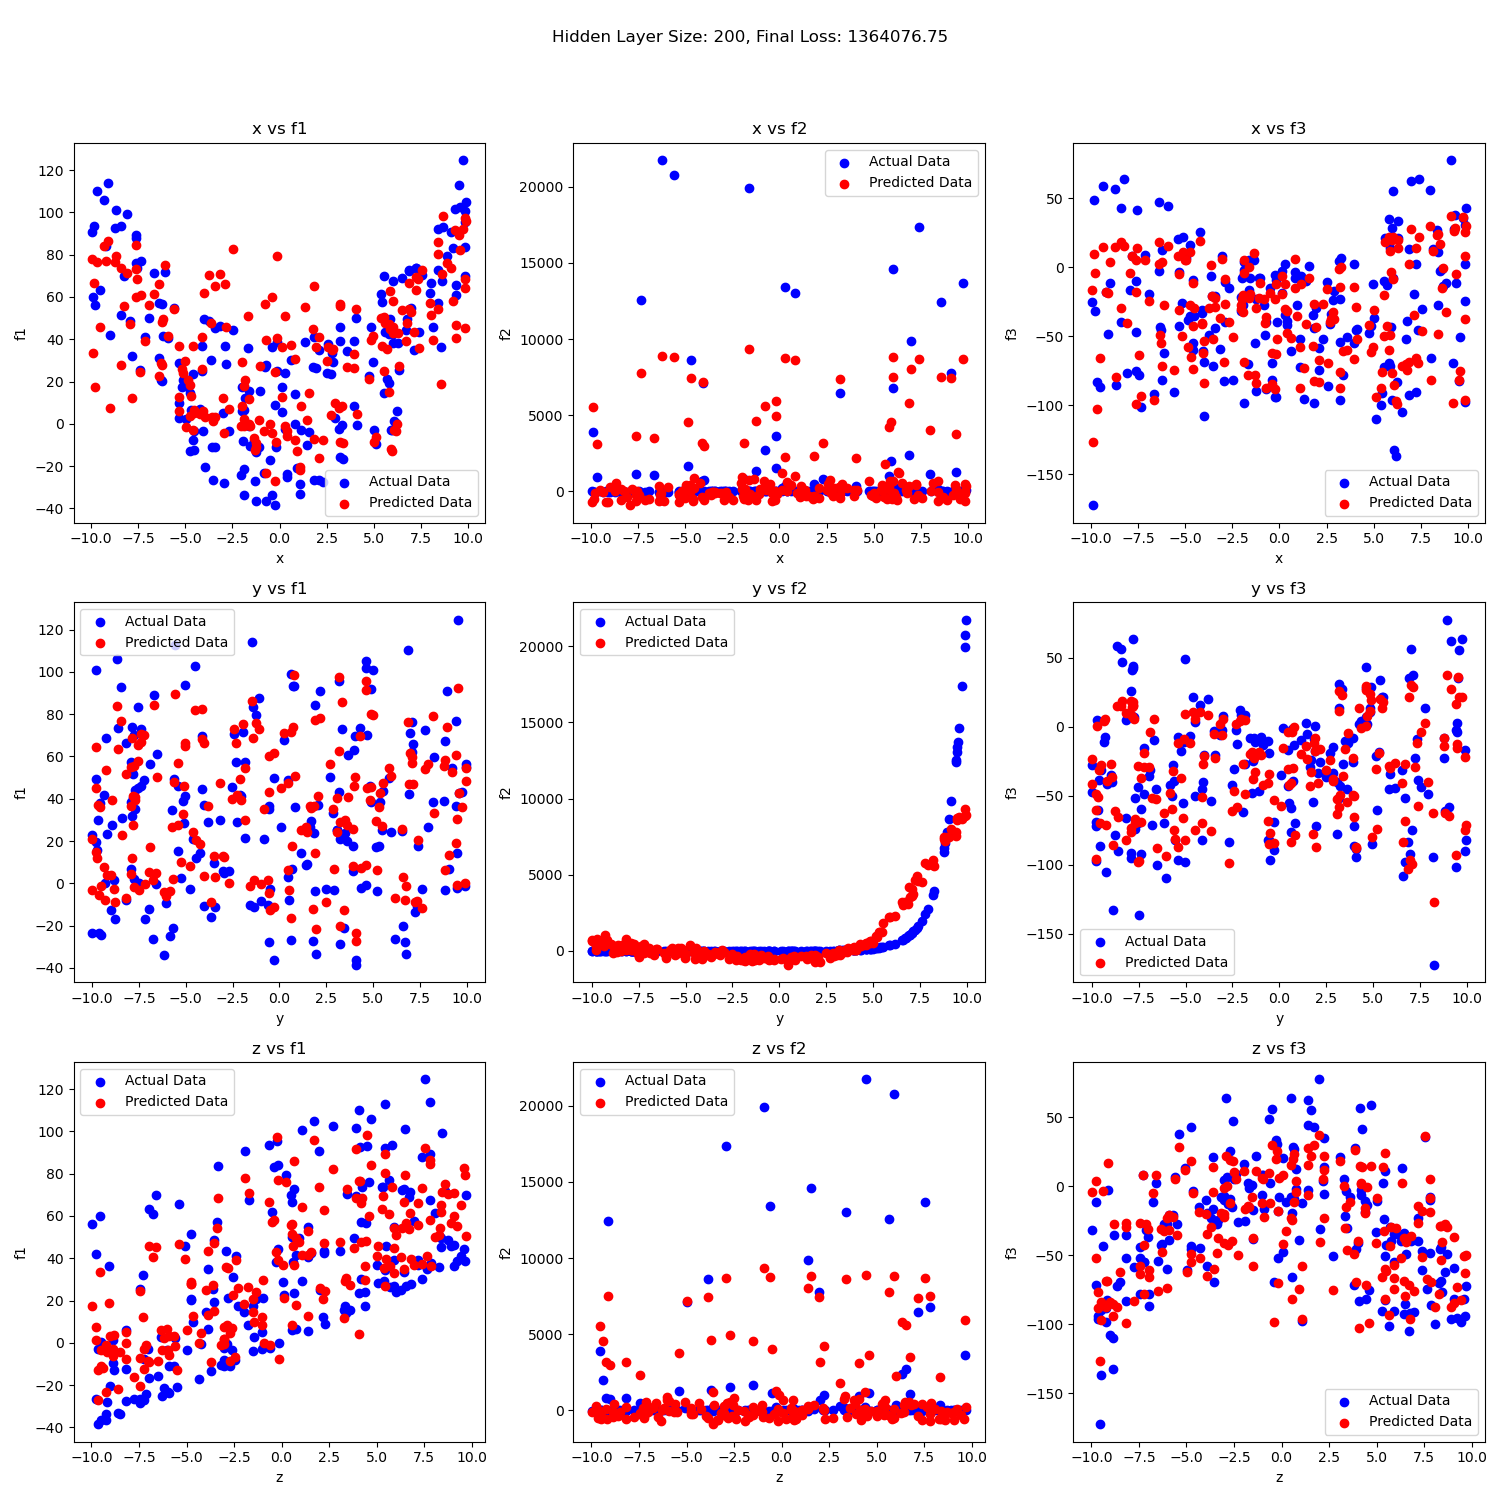 Hidden Layer Size: 200, Final Loss: 1364076.75
x vs f1
f1
120
100
80
60
40
20
0
−20
−40
−10.0 −7.5 −5.0 −2.5 0.0 2.5 5.0 7.5 10.0
x
Actual Data
Predicted Data
x vs f2
f2
20000
15000
10000
5000
0
−10.0 −7.5 −5.0 −2.5 0.0 2.5 5.0 7.5 10.0
x
Actual Data
Predicted Data
x vs f3
f3
50
0
−50
−100
−150
−10.0 −7.5 −5.0 −2.5 0.0 2.5 5.0 7.5 10.0
x
Actual Data
Predicted Data
y vs f1
f1
120
100
80
60
40
20
0
−20
−40
−10.0 −7.5 −5.0 −2.5 0.0 2.5 5.0 7.5 10.0
y
Actual Data
Predicted Data
y vs f2
f2
20000
15000
10000
5000
0
−10.0 −7.5 −5.0 −2.5 0.0 2.5 5.0 7.5 10.0
y
Actual Data
Predicted Data
y vs f3
f3
50
0
−50
−100
−150
−10.0 −7.5 −5.0 −2.5 0.0 2.5 5.0 7.5 10.0
y
Actual Data
Predicted Data
z vs f1
f1
120
100
80
60
40
20
0
−20
−40
−10.0 −7.5 −5.0 −2.5 0.0 2.5 5.0 7.5 10.0
z
Actual Data
Predicted Data
z vs f2
f2
20000
15000
10000
5000
0
−10.0 −7.5 −5.0 −2.5 0.0 2.5 5.0 7.5 10.0
z
Actual Data
Predicted Data
z vs f3
f3
50
0
−50
−100
−150
−10.0 −7.5 −5.0 −2.5 0.0 2.5 5.0 7.5 10.0
z
Actual Data
Predicted Data